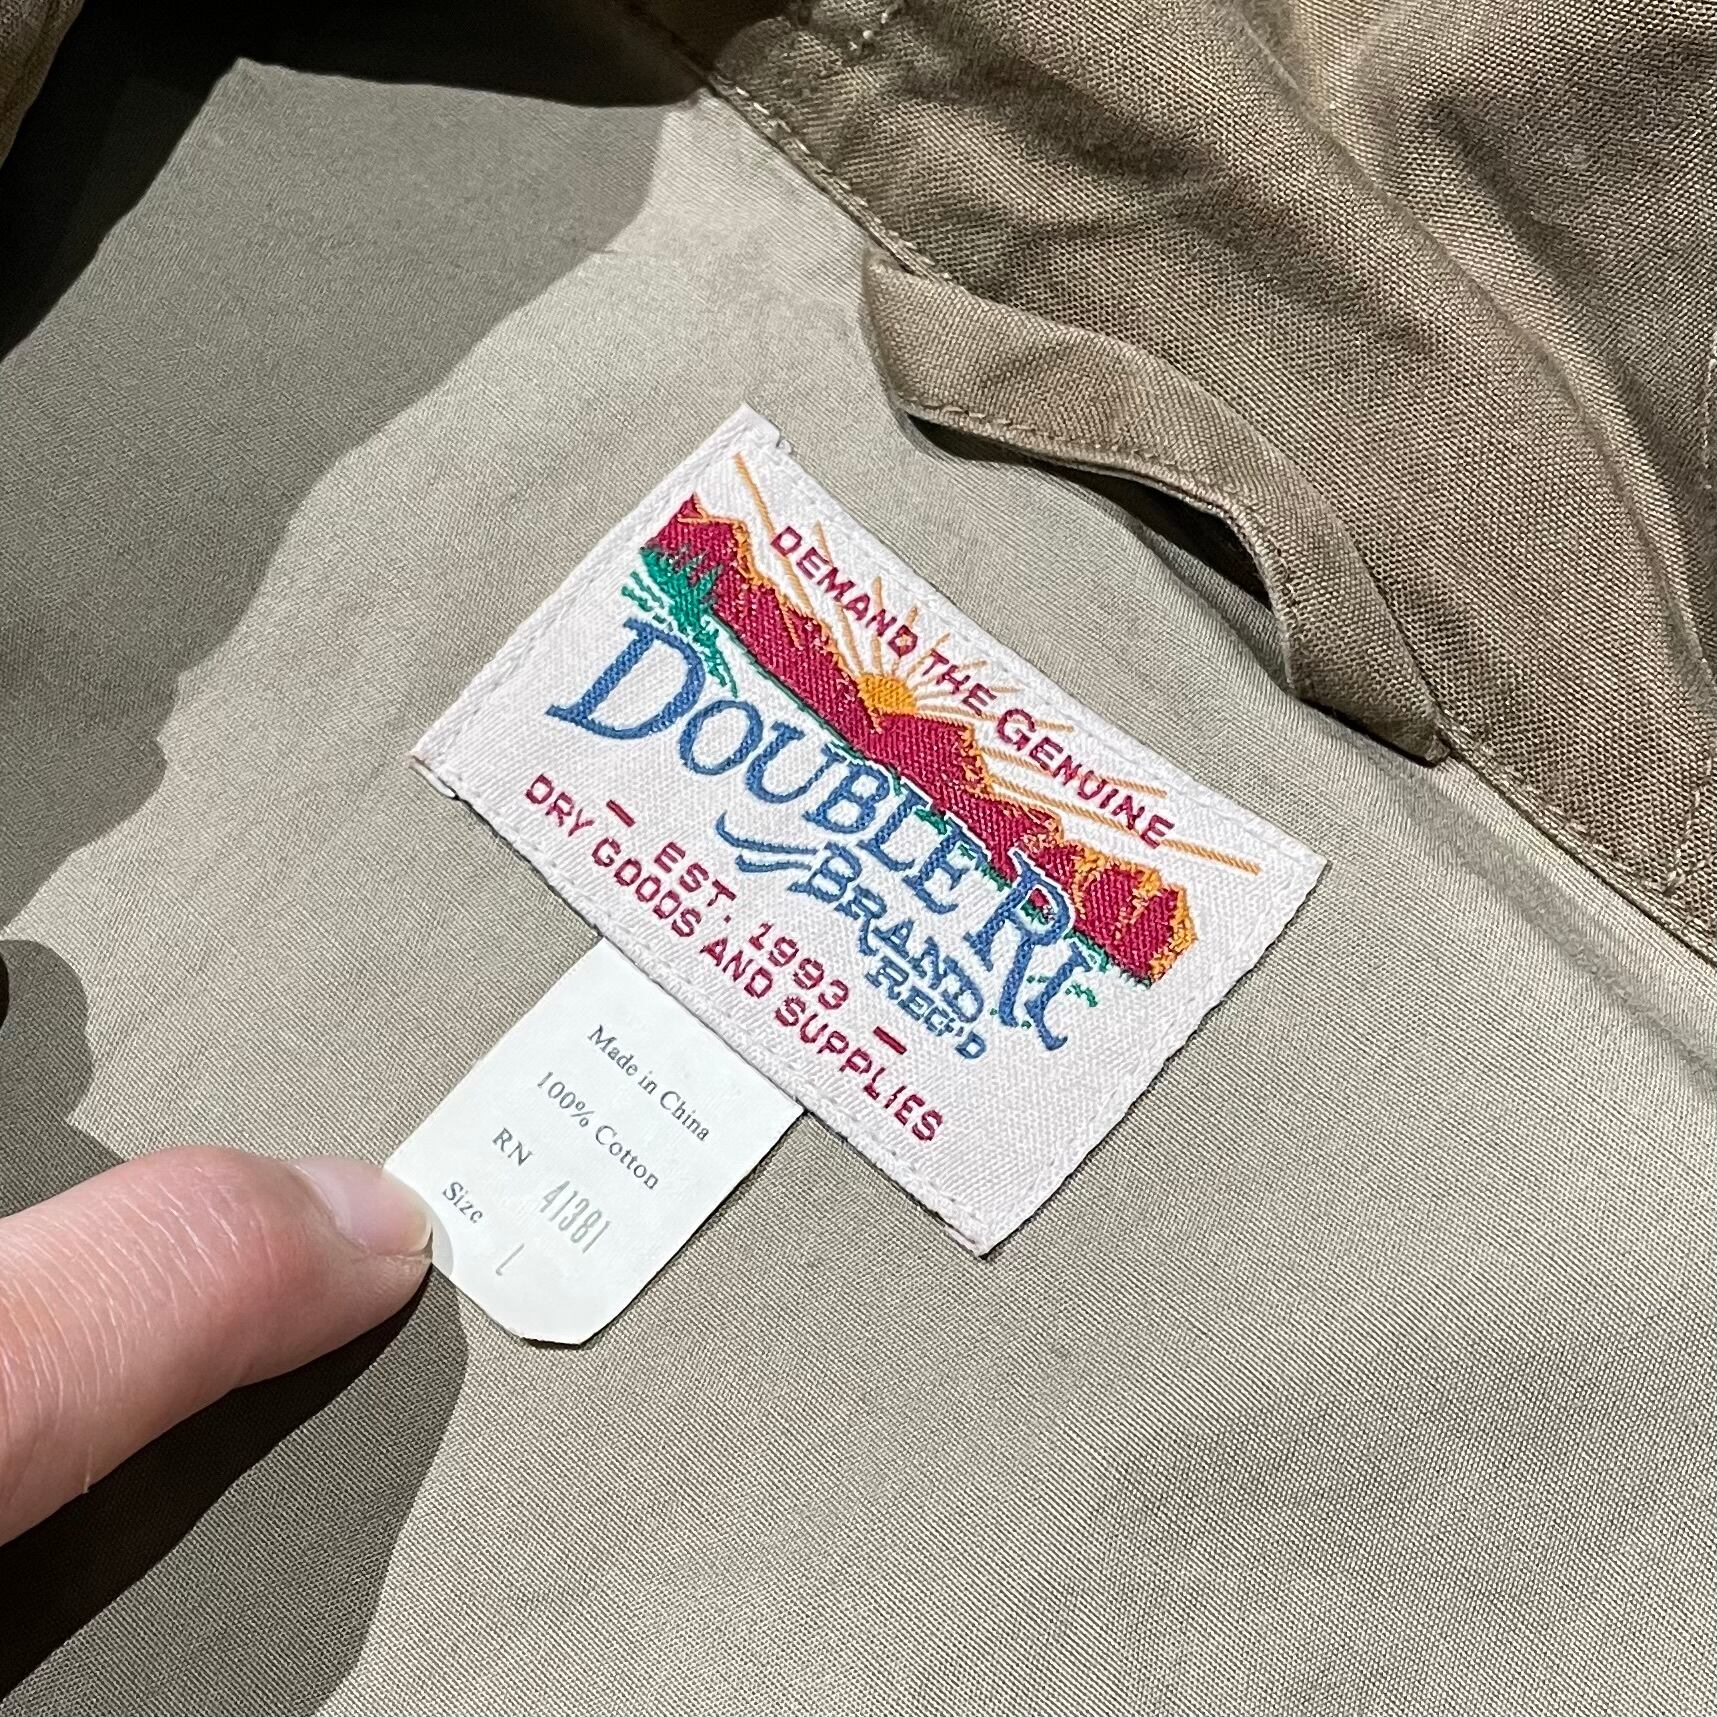 DEMAND THE GENUINE
DOUBLE RL
BRAND
REG'D
EST. 1993
DRY GOODS AND SUPPLIES
Made in China
100% Cotton
RN 41381
Size L